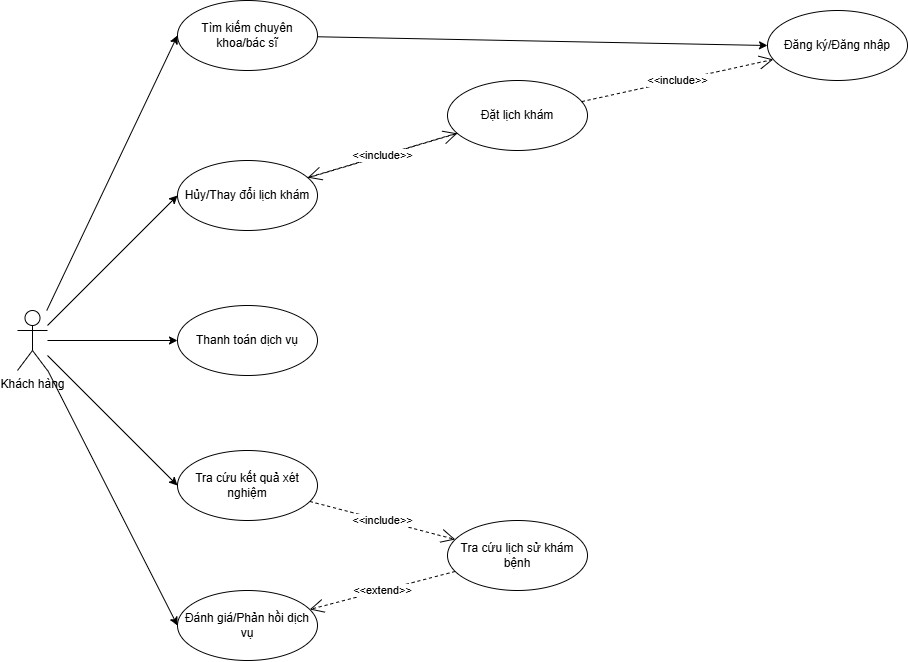 Tìm kiếm chuyên
khoa/bác sĩ
Đăng ký/Đăng nhập
<<include>>
Đặt lịch khám
<<include>>
Hủy/Thay đổi lịch khám
Thanh toán dịch vụ
Khách hàng
Tra cứu kết quả xét
nghiệm
<<include>>
Tra cứu lịch sử khám
bệnh
<<extend>>
Đánh giá/Phản hồi dịch
vụ